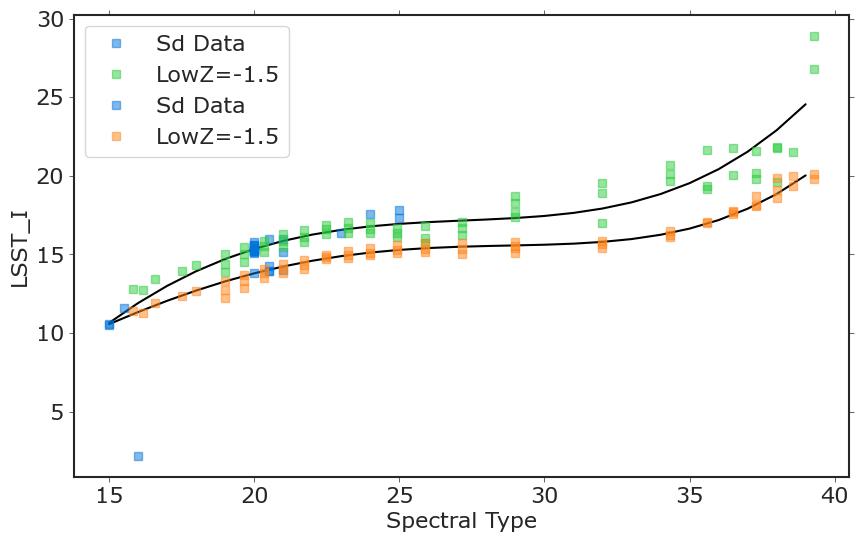 30
25
20
15
10
5
LSST_I
Sd Data
LowZ=-1.5
Sd Data
LowZ=-1.5
15 20 25 30 35 40
Spectral Type